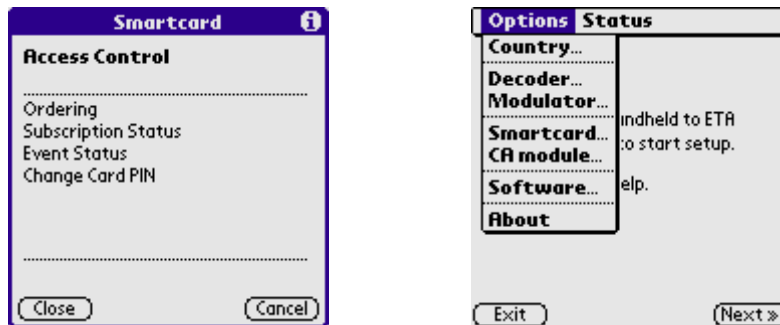 Smartcard
Access Control
Ordering
Subscription Status
Event Status
Change Card PIN
Close
Cancel
Options Status
Country...
Decoder...
Modulator...
ndheld to ETA
Smartcard...
to start setup.
CA module...
Software...
elp.
About
Exit
Next »